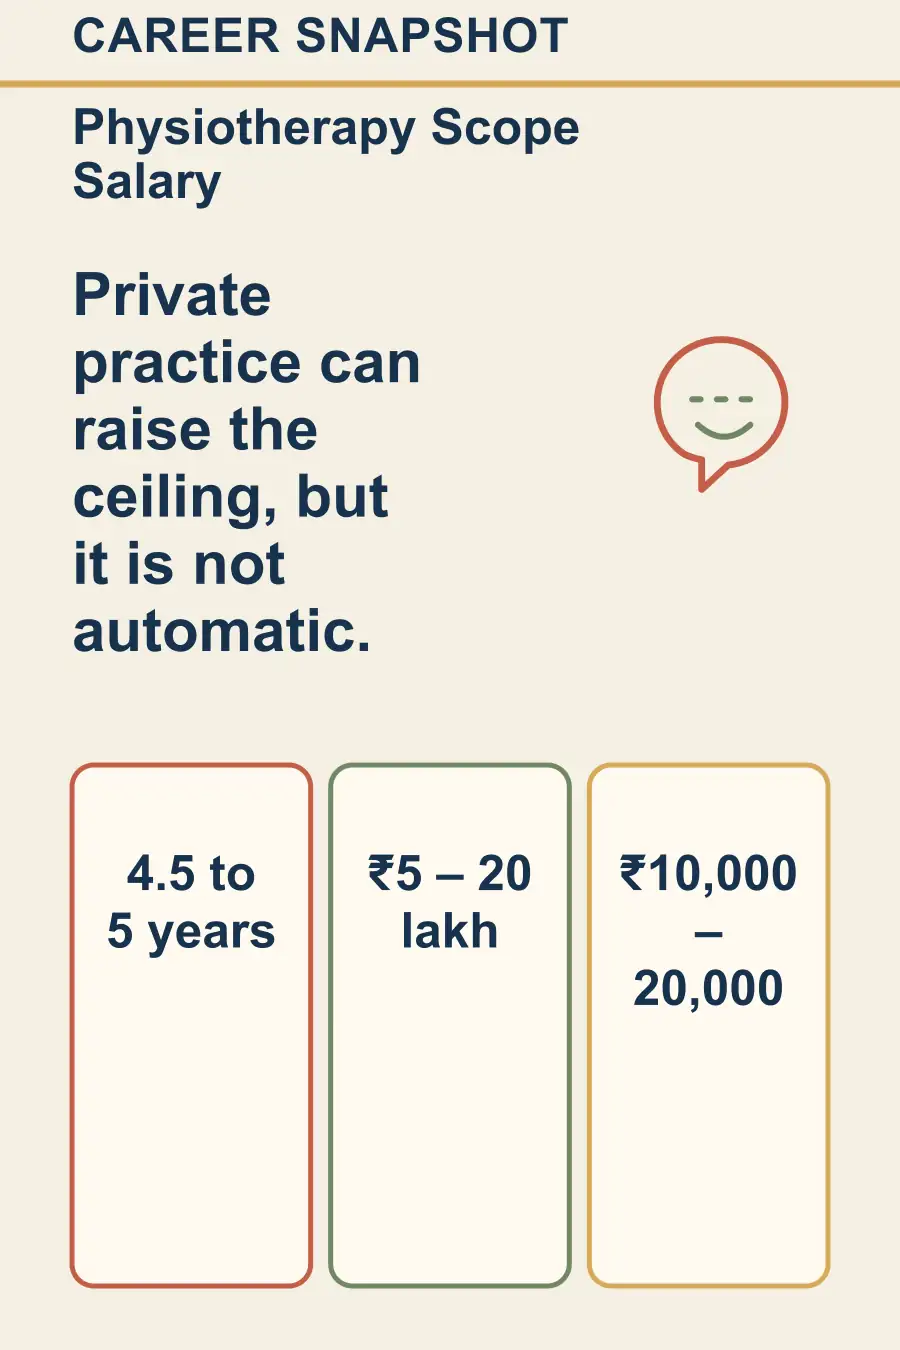 CAREER SNAPSHOT
Physiotherapy Scope
Salary
Private
practice can
raise the
ceiling, but
it is not
automatic.
4.5 to
5 years
₹5 – 20
lakh
₹10,000
–
20,000